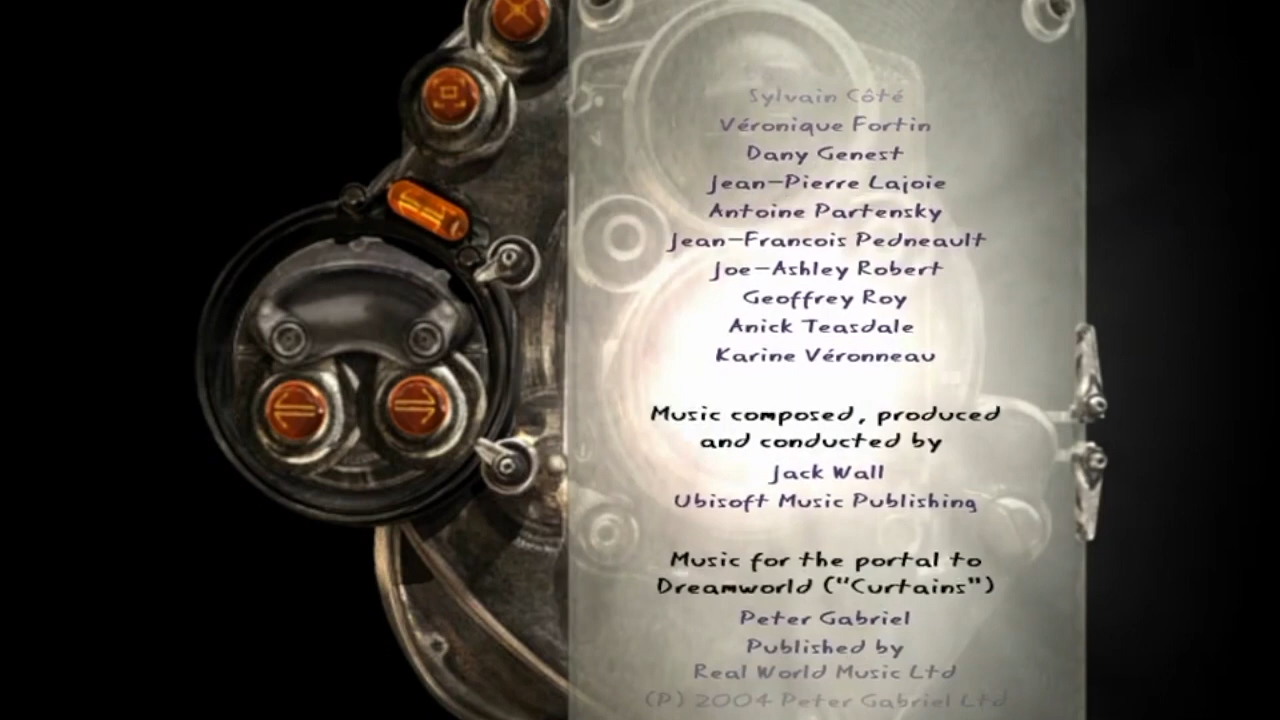 Sylvain Côté
Véronique Fortin
Dany Genest
Jean-Pierre Lajoie
Antoine Partensky
Jean-Francois Pedneault
Joe-Ashley Robert
Geoffrey Roy
Anick Teasdale
Karine Véronneau
Music composed, produced
and conducted by
Jack Wall
Ubisoft Music Publishing
Music for the portal to
Dreamworld ("Curtains")
Peter Gabriel
Published by
Real World Music Ltd
(P) 2004 Peter Gabriel Ltd